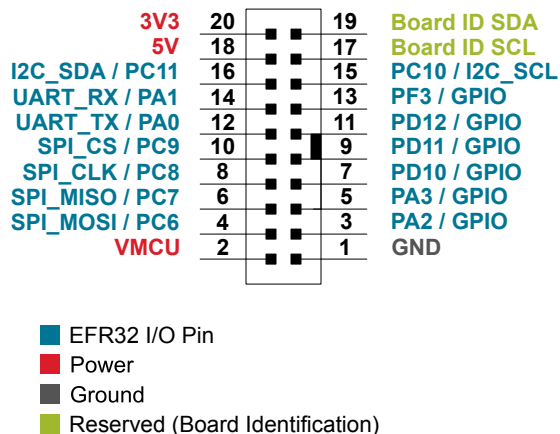 3V3 20 19 Board ID SDA
5V 18 17 Board ID SCL
I2C_SDA / PC11 16 15 PC10 / I2C_SCL
UART_RX / PA1 14 13 PF3 / GPIO
UART_TX / PA0 12 11 PD12 / GPIO
SPI_CS / PC9 10 9 PD11 / GPIO
SPI_CLK / PC8 8 7 PD10 / GPIO
SPI_MISO / PC7 6 5 PA3 / GPIO
SPI_MOSI / PC6 4 3 PA2 / GPIO
VMCU 2 1 GND
EFR32 I/O Pin
Power
Ground
Reserved (Board Identification)